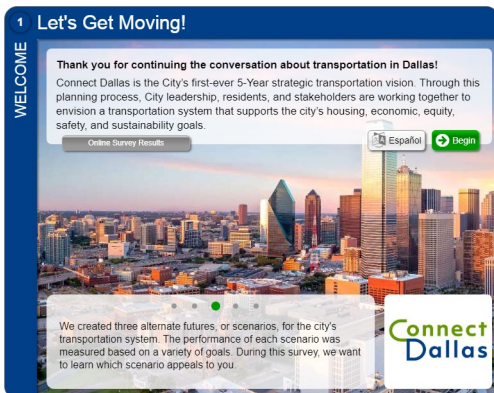 1 Let's Get Moving!
WELCOME
Thank you for continuing the conversation about transportation in Dallas!
Connect Dallas is the City's first-ever 5-Year strategic transportation vision. Through this
planning process, City leadership, residents, and stakeholders are working together to
envision a transportation system that supports the city's housing, economic, equity,
safety, and sustainability goals.
Online Survey Results
Español
Begin
We created three alternate futures, or scenarios, for the city's
transportation system. The performance of each scenario was
measured based on a variety of goals. During this survey, we want
to learn which scenario appeals to you
Connect
Dallas